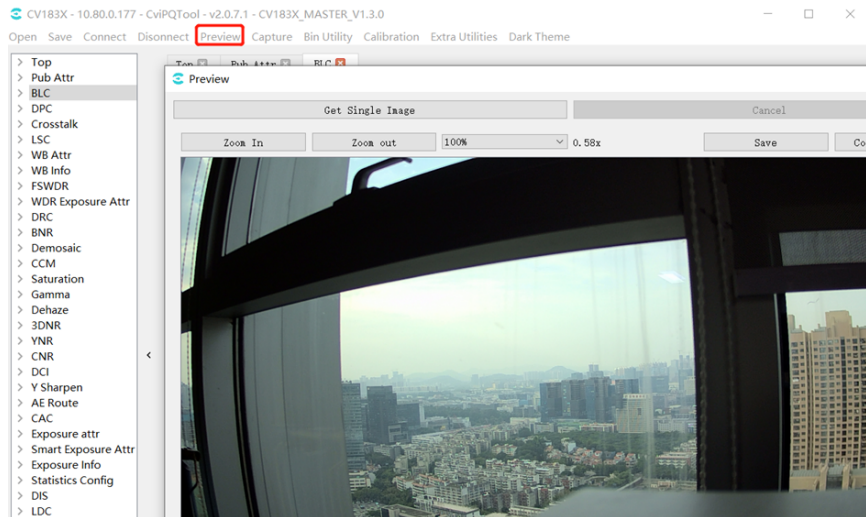 CV183X - 10.80.0.177 - CviPQTool - v2.0.7.1 - CV183X_MASTER_V1.3.0
Open Save Connect Disonnect Preview Capture Bin Utility Calibration Extra Utilities Dark Theme
Top Pub Attr BLC
Top
Pub Attr
BLC
DPC
Crosstalk
LSC
WB Attr
WB Info
FSWDR
WDR Exposure Attr
DRC
BNR
Demosaic
CCM
Saturation
Gamma
Dehaze
3DNR
YNR
CNR
DCI
Y Sharpen
AE Route
CAC
Exposure attr
Smart Exposure Attr
Exposure Info
Statistics Config
DIS
LDC
Preview
Get Single Image Cancel
Zoom In Zoom out 100% 0.58x Save Co